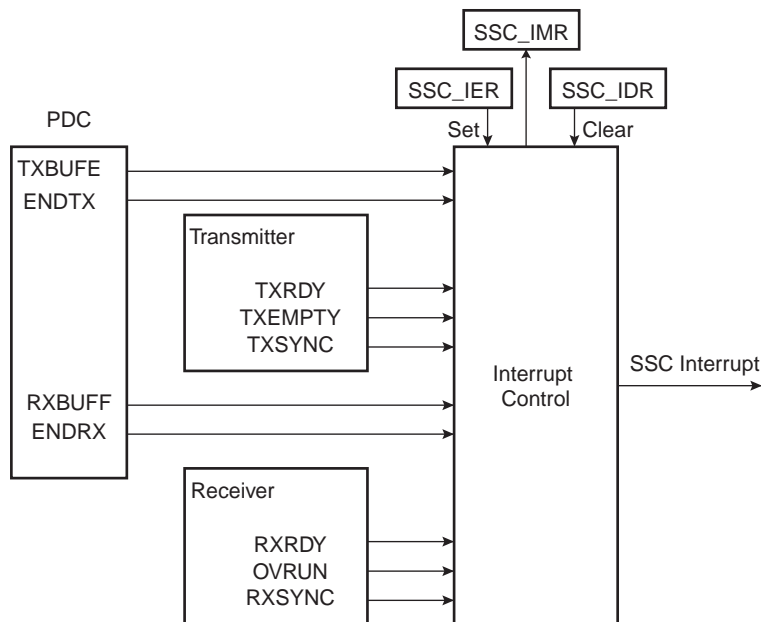 SSC_IMR
SSC_IER
SSC_IDR
PDC
Set
Clear
TXBUFE
ENDTX
Transmitter
TXRDY
TXEMPTY
TXSYNC
SSC Interrupt
Interrupt
Control
RXBUFF
ENDRX
Receiver
RXRDY
OVRUN
RXSYNC